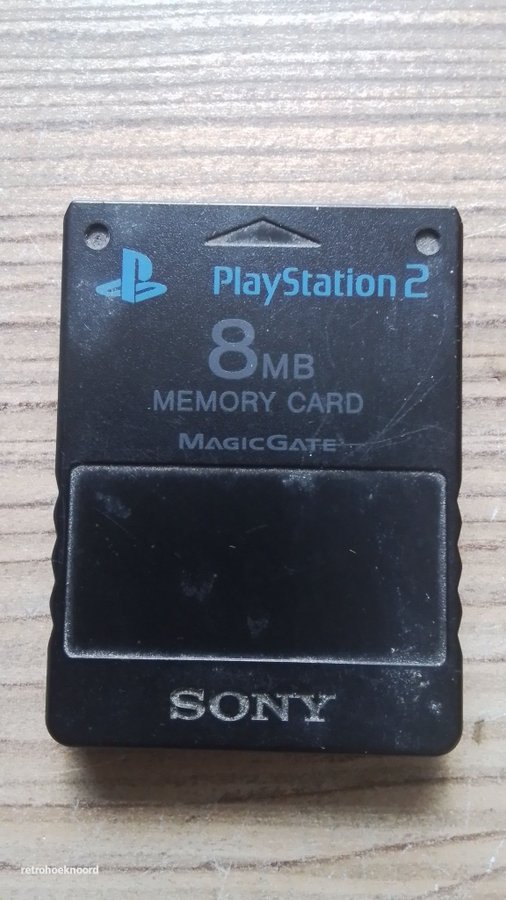 PlayStation 2
8MB
MEMORY CARD
MAGICGATE
SONY
retrohoeknoord